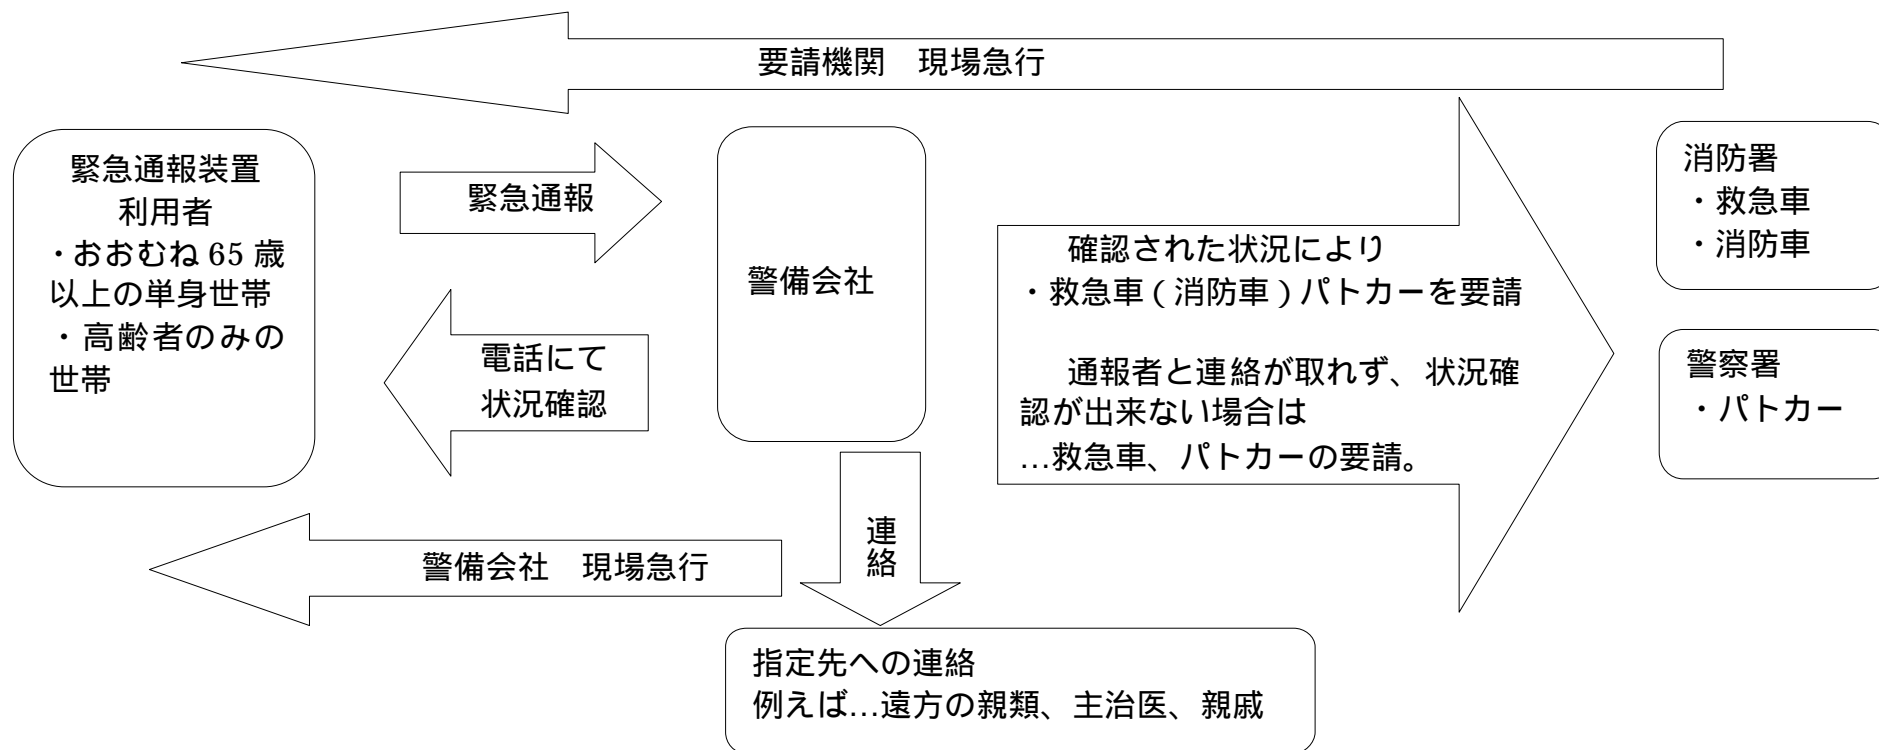 要請機関　現場急行
緊急通報装置
利用者
・おおむね 65 歳
以上の単身世帯
・高齢者のみの
世帯
緊急通報
電話にて
状況確認
警備会社
確認された状況により
・救急車（消防車）パトカーを要請
通報者と連絡が取れず、状況確
認が出来ない場合は
…救急車、パトカーの要請。
消防署
・救急車
・消防車
警察署
・パトカー
警備会社　現場急行
連
絡
指定先への連絡
例えば…遠方の親類、主治医、親戚